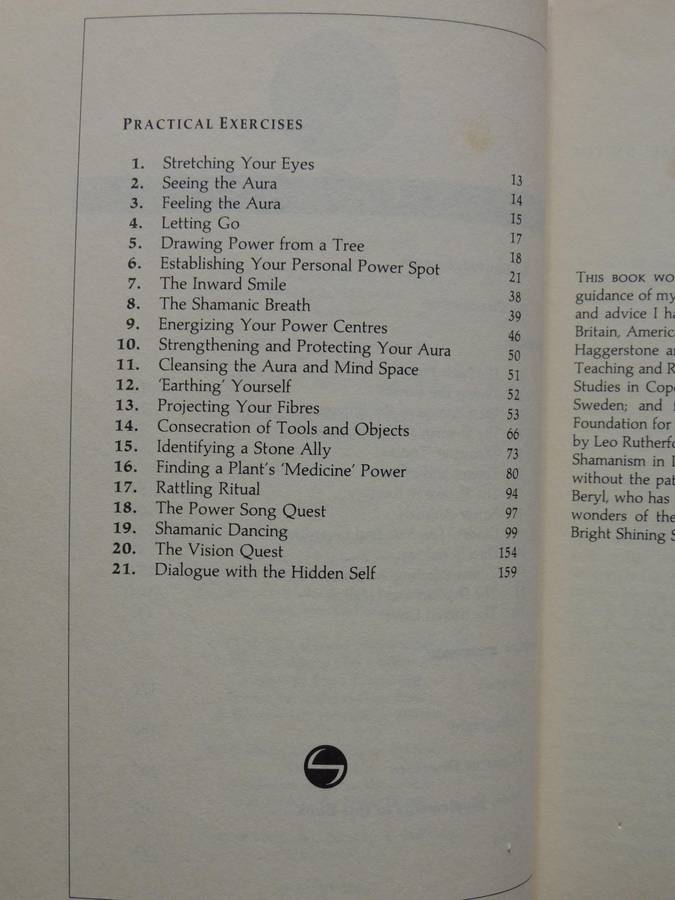 PRACTICAL EXERCISES
1. Stretching Your Eyes 13
2. Seeing the Aura 14
3. Feeling the Aura 15
4. Letting Go 17
5. Drawing Power from a Tree 18
6. Establishing Your Personal Power Spot 21
7. The Inward Smile 38
8. The Shamanic Breath 39
9. Energizing Your Power Centres 46
10. Strengthening and Protecting Your Aura 50
11. Cleansing the Aura and Mind Space 51
12. 'Earthing' Yourself 52
13. Projecting Your Fibres 53
14. Consecration of Tools and Objects 66
15. Identifying a Stone Ally 73
16. Finding a Plant's 'Medicine' Power 80
17. Rattling Ritual 94
18. The Power Song Quest 97
19. Shamanic Dancing 99
20. The Vision Quest 154
21. Dialogue with the Hidden Self 159
THIS BOOK WO
guidance of my
and advice I ha
Britain, America
Haggerstone an
Teaching and R
Studies in Cope
Sweden; and
Foundation for
by Leo Rutherfo
Shamanism in
without the pat
Beryl, who has
wonders of the
Bright Shining S